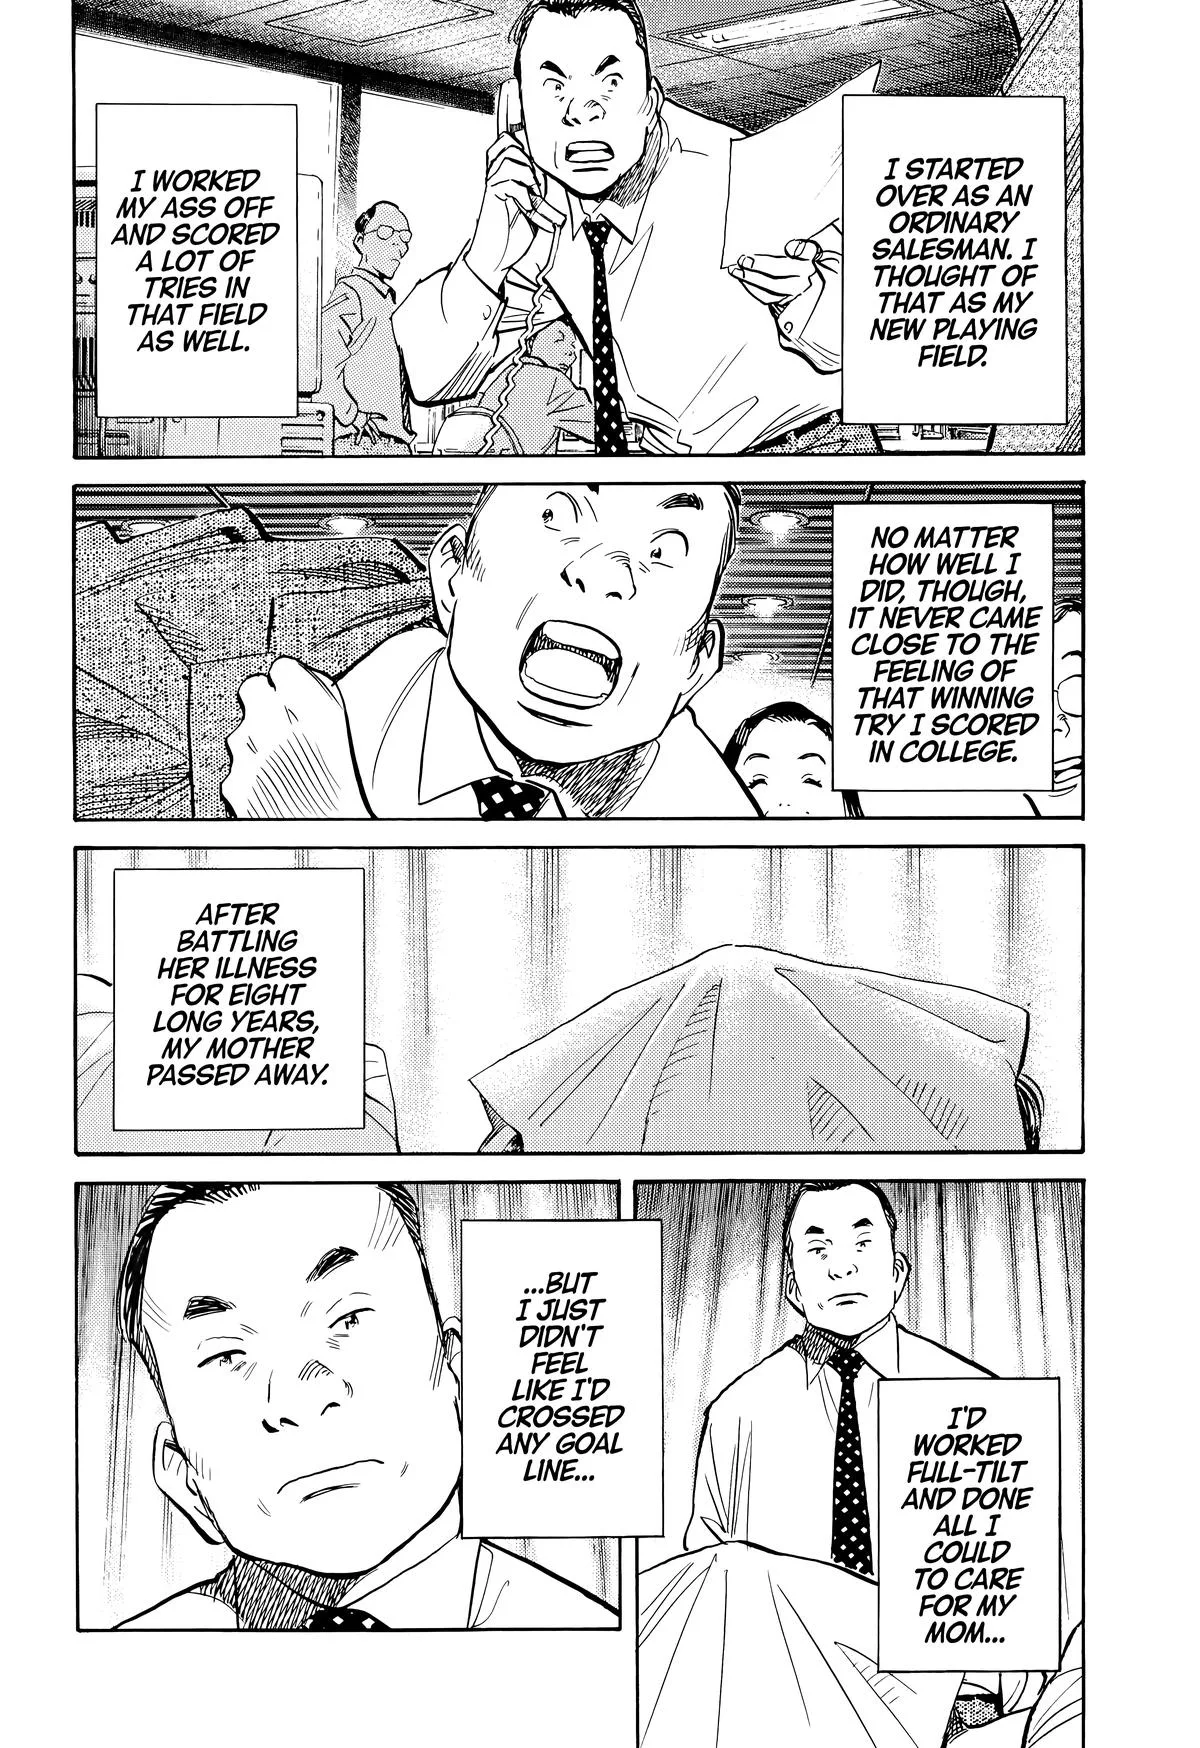 I STARTED
OVER AS AN
ORDINARY
SALESMAN. I
THOUGHT OF
THAT AS MY
NEW PLAYING
FIELD.
I WORKED
MY ASS OFF
AND SCORED
A LOT OF
TRIES IN
THAT FIELD
AS WELL.
NO MATTER
HOW WELL I
DID, THOUGH,
IT NEVER CAME
CLOSE TO THE
FEELING OF
THAT WINNING
TRY I SCORED
IN COLLEGE.
AFTER
BATTLING
HER ILLNESS
FOR EIGHT
LONG YEARS,
MY MOTHER
PASSED AWAY.
I'D
WORKED
FULL-TILT
AND DONE
ALL I
COULD
TO CARE
FOR MY
MOM...
...BUT
I JUST
DIDN'T
FEEL
LIKE I'D
CROSSED
ANY GOAL
LINE...